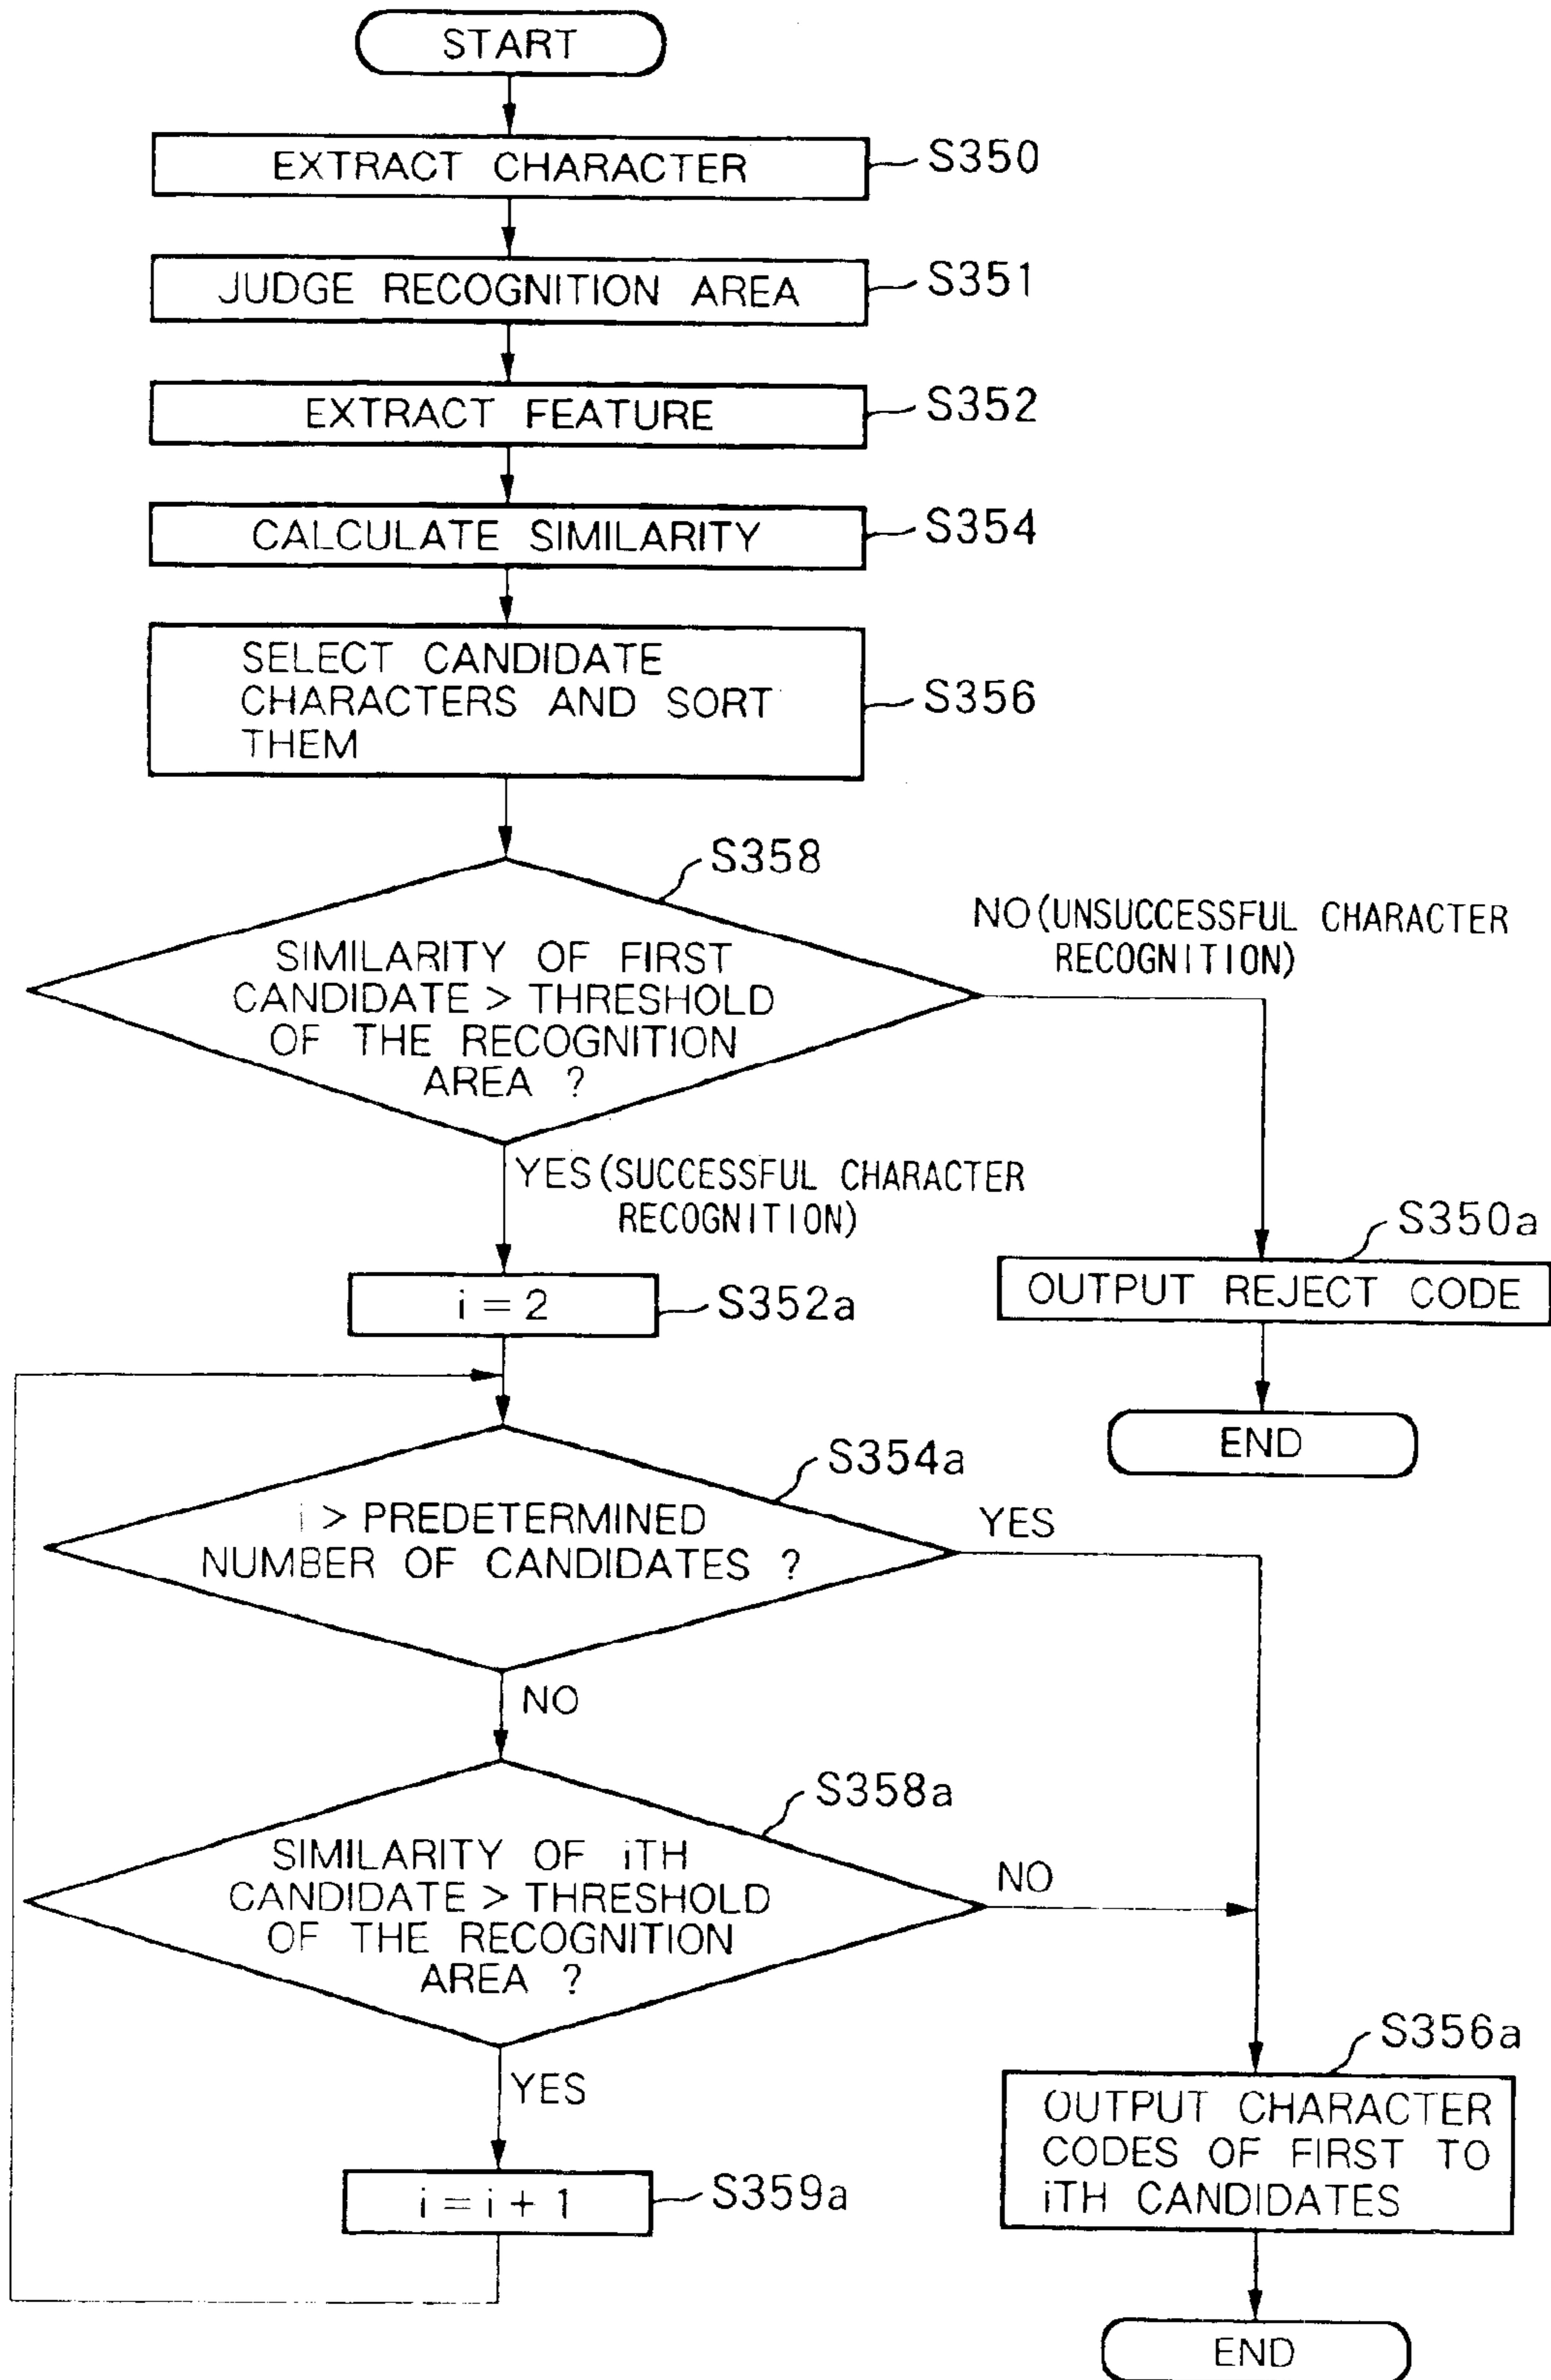 START
EXTRACT CHARACTER
S350
JUDGE RECOGNITION AREA
S351
EXTRACT FEATURE
S352
CALCULATE SIMILARITY
S354
SELECT CANDIDATE
CHARACTERS AND SORT
THEM
S356
S358
SIMILARITY OF FIRST
CANDIDATE > THRESHOLD
OF THE RECOGNITION
AREA ?
NO (UNSUCCESSFUL CHARACTER
RECOGNITION)
YES (SUCCESSFUL CHARACTER
RECOGNITION)
S350a
OUTPUT REJECT CODE
END
i = 2
S352a
S354a
i > PREDETERMINED
NUMBER OF CANDIDATES ?
YES
NO
S358a
SIMILARITY OF iTH
CANDIDATE > THRESHOLD
OF THE RECOGNITION
AREA ?
NO
YES
i = i + 1
S359a
S356a
OUTPUT CHARACTER
CODES OF FIRST TO
iTH CANDIDATES
END